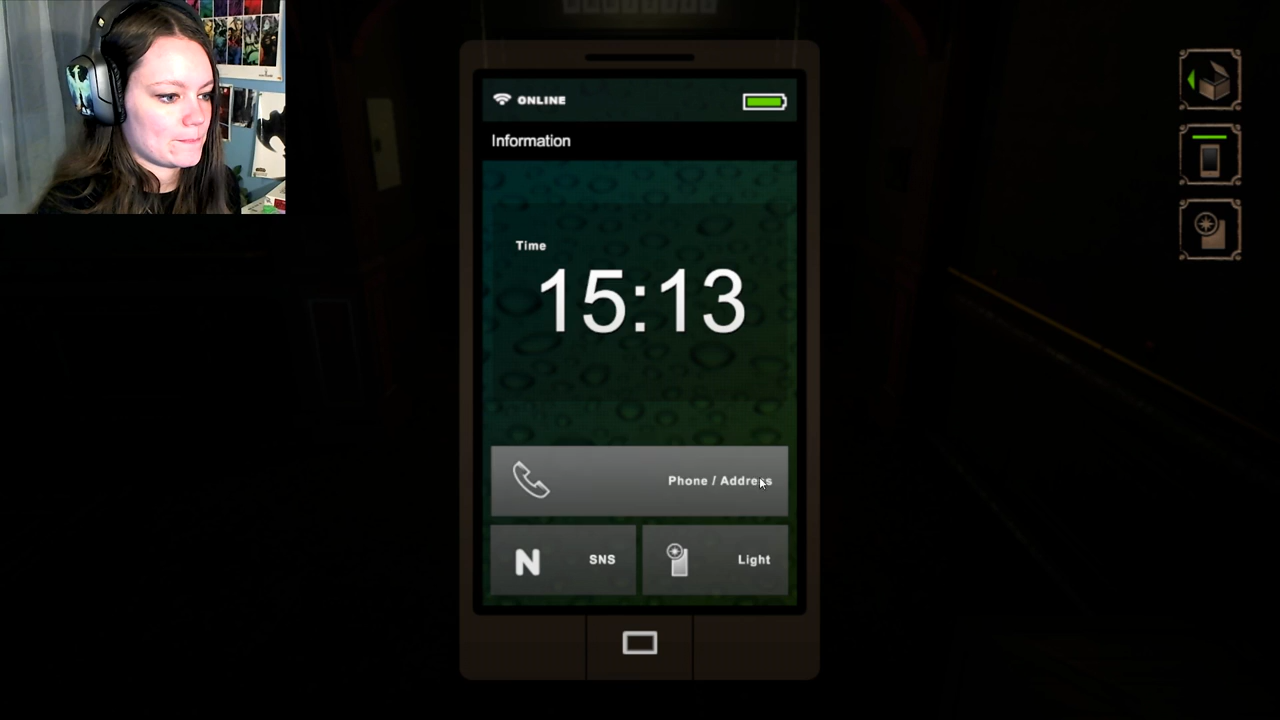 ONLINE
Information
Time
15:13
Phone / Address
N SNS
Light